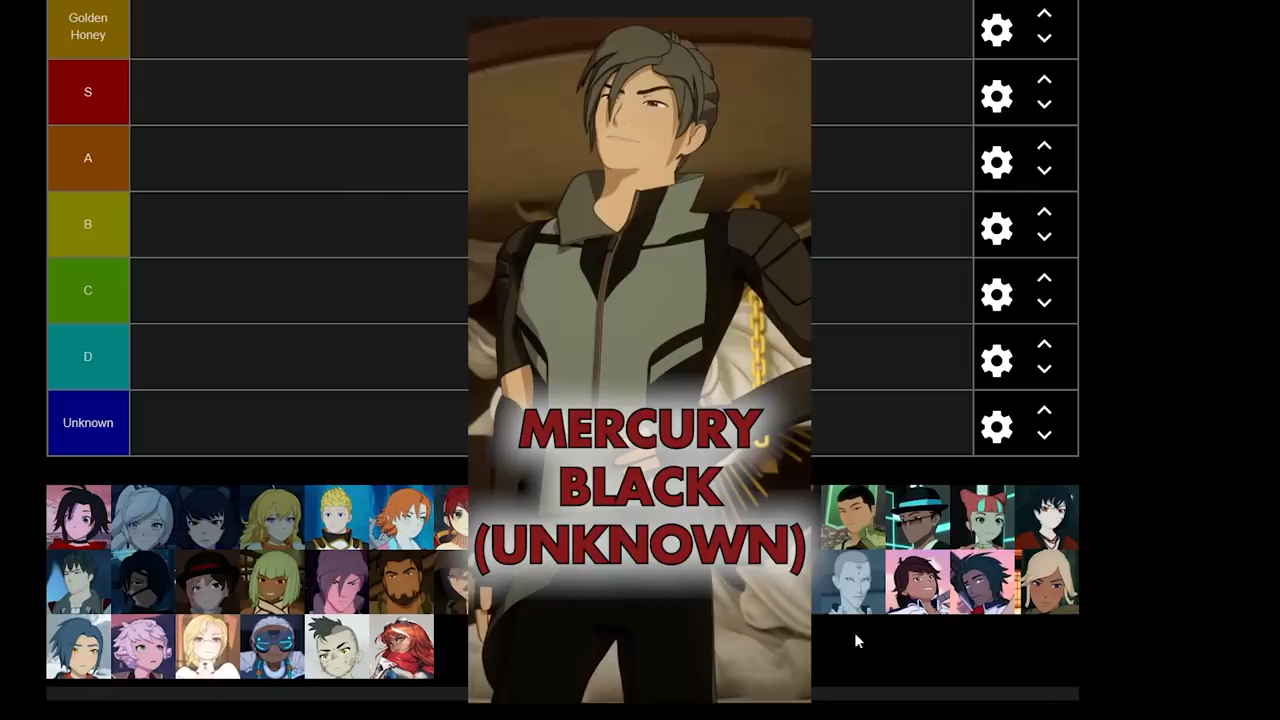 Golden
Honey
S
A
B
C
D
Unknown
MERCURY
BLACK
(UNKNOWN)